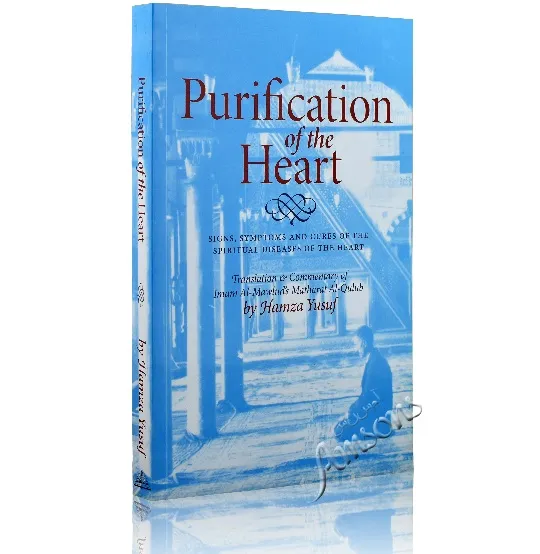 Purification
of the
Heart
SIGNS, SYMPTOMS AND CURES OF THE
SPIRITUAL DISEASES OF THE HEART
Translation & Commentary of
Imam Al-Mawlud's Matharat Al-Qulub
by Hamza Yusuf
Purification of the Heart
by Hamza Yusuf
Amsons